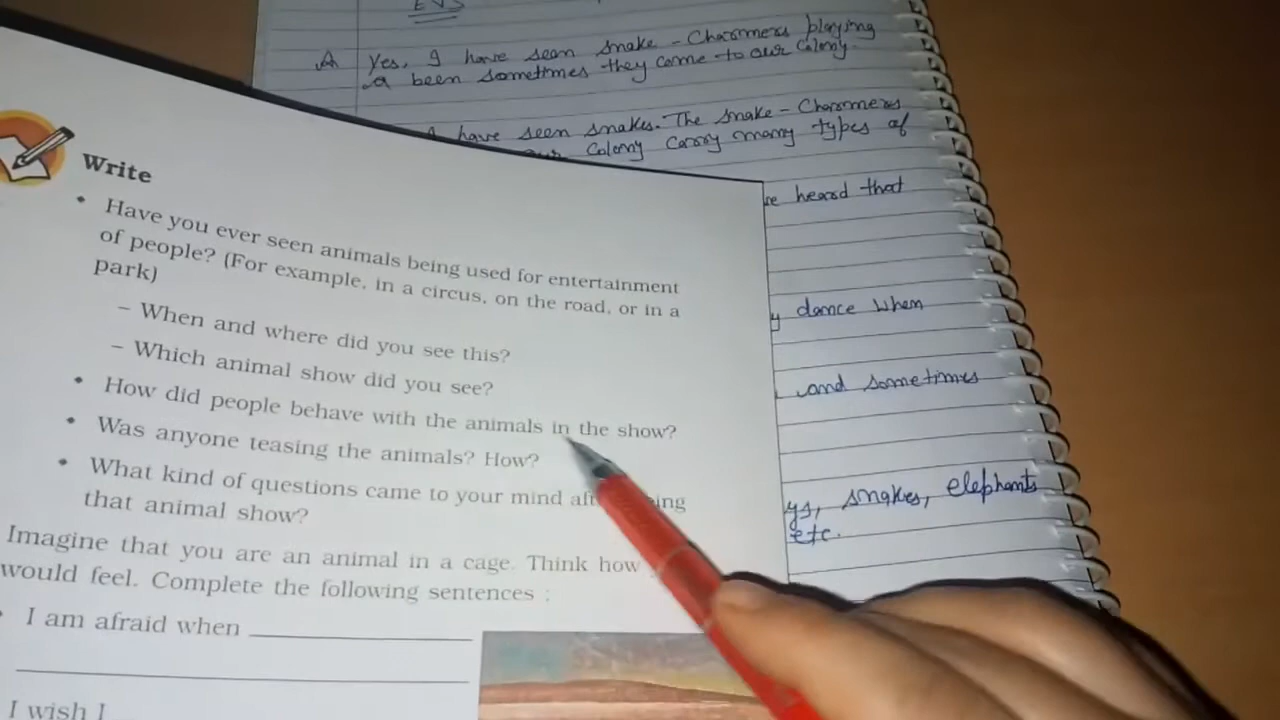 EVS
A Yes, I have seen snake - Charmers playing
a been sometimes they come to our Colony.
I have seen snakes. The snake - Charmers
our Colony carry many types of
heard that
dance when
and sometimes
snakes, elephants
etc.
Write
• Have you ever seen animals being used for entertainment
of people? (For example, in a circus, on the road, or in a
park)
– When and where did you see this?
– Which animal show did you see?
• How did people behave with the animals in the show?
• Was anyone teasing the animals? How?
• What kind of questions came to your mind
that animal show?
Imagine that you are an animal in a cage. Think how
would feel. Complete the following sentences :
I am afraid when
I wish I